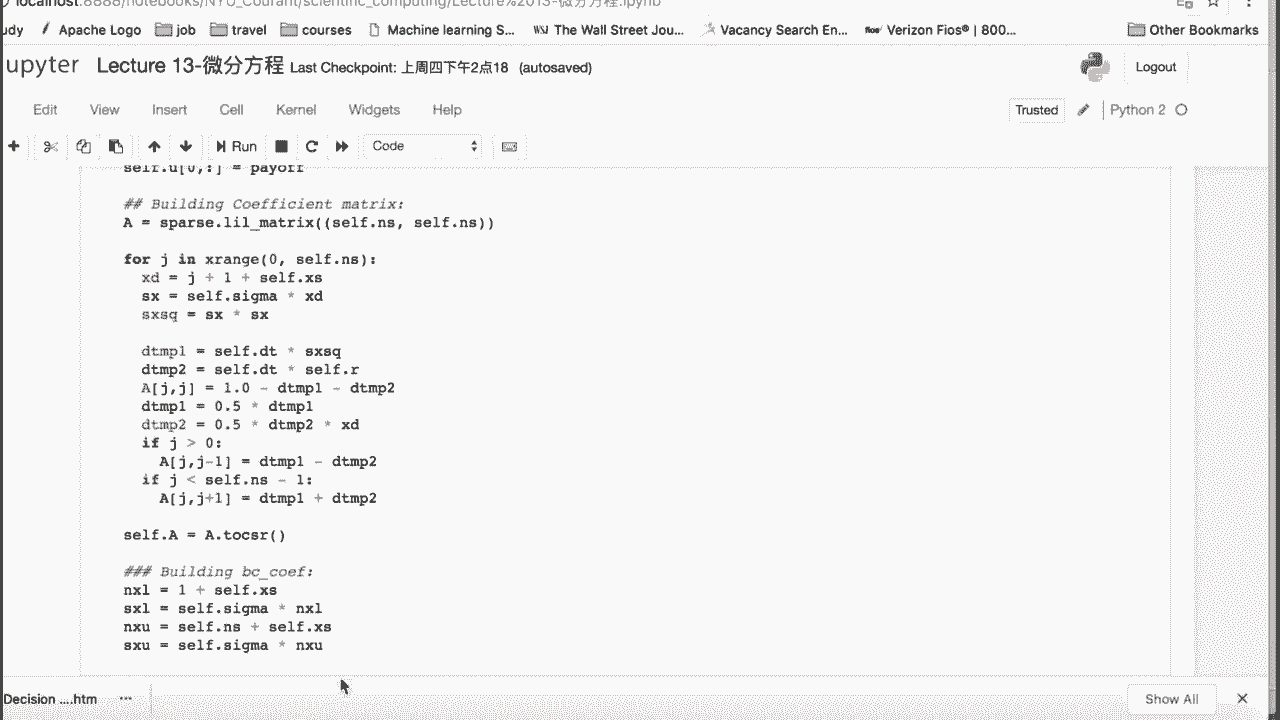 localhost:8888/notebooks/NYU_Courant/scientific_computing/Lecture%2013-微分方程.ipynb
udy Apache Logo job travel courses Machine learning S... WSJ The Wall Street Jou... Vacancy Search En... Verizon Fios® | 800... Other Bookmarks
upyter Lecture 13-微分方程 Last Checkpoint: 上周四下午2点18 (autosaved) Logout
Edit View Insert Cell Kernel Widgets Help Trusted Python 2
Run Code
self.u[0,:] = payoff
## Building Coefficient matrix:
A = sparse.lil_matrix((self.ns, self.ns))
for j in xrange(0, self.ns):
xd = j + 1 + self.xs
sx = self.sigma * xd
sxsq = sx * sx
dtmp1 = self.dt * sxsq
dtmp2 = self.dt * self.r
A[j,j] = 1.0 - dtmp1 - dtmp2
dtmp1 = 0.5 * dtmp1
dtmp2 = 0.5 * dtmp2 * xd
if j > 0:
A[j,j-1] = dtmp1 - dtmp2
if j < self.ns - 1:
A[j,j+1] = dtmp1 + dtmp2
self.A = A.tocsr()
### Building bc_coef:
nxl = 1 + self.xs
sxl = self.sigma * nxl
nxu = self.ns + self.xs
sxu = self.sigma * nxu
Decision ....htm ··· Show All